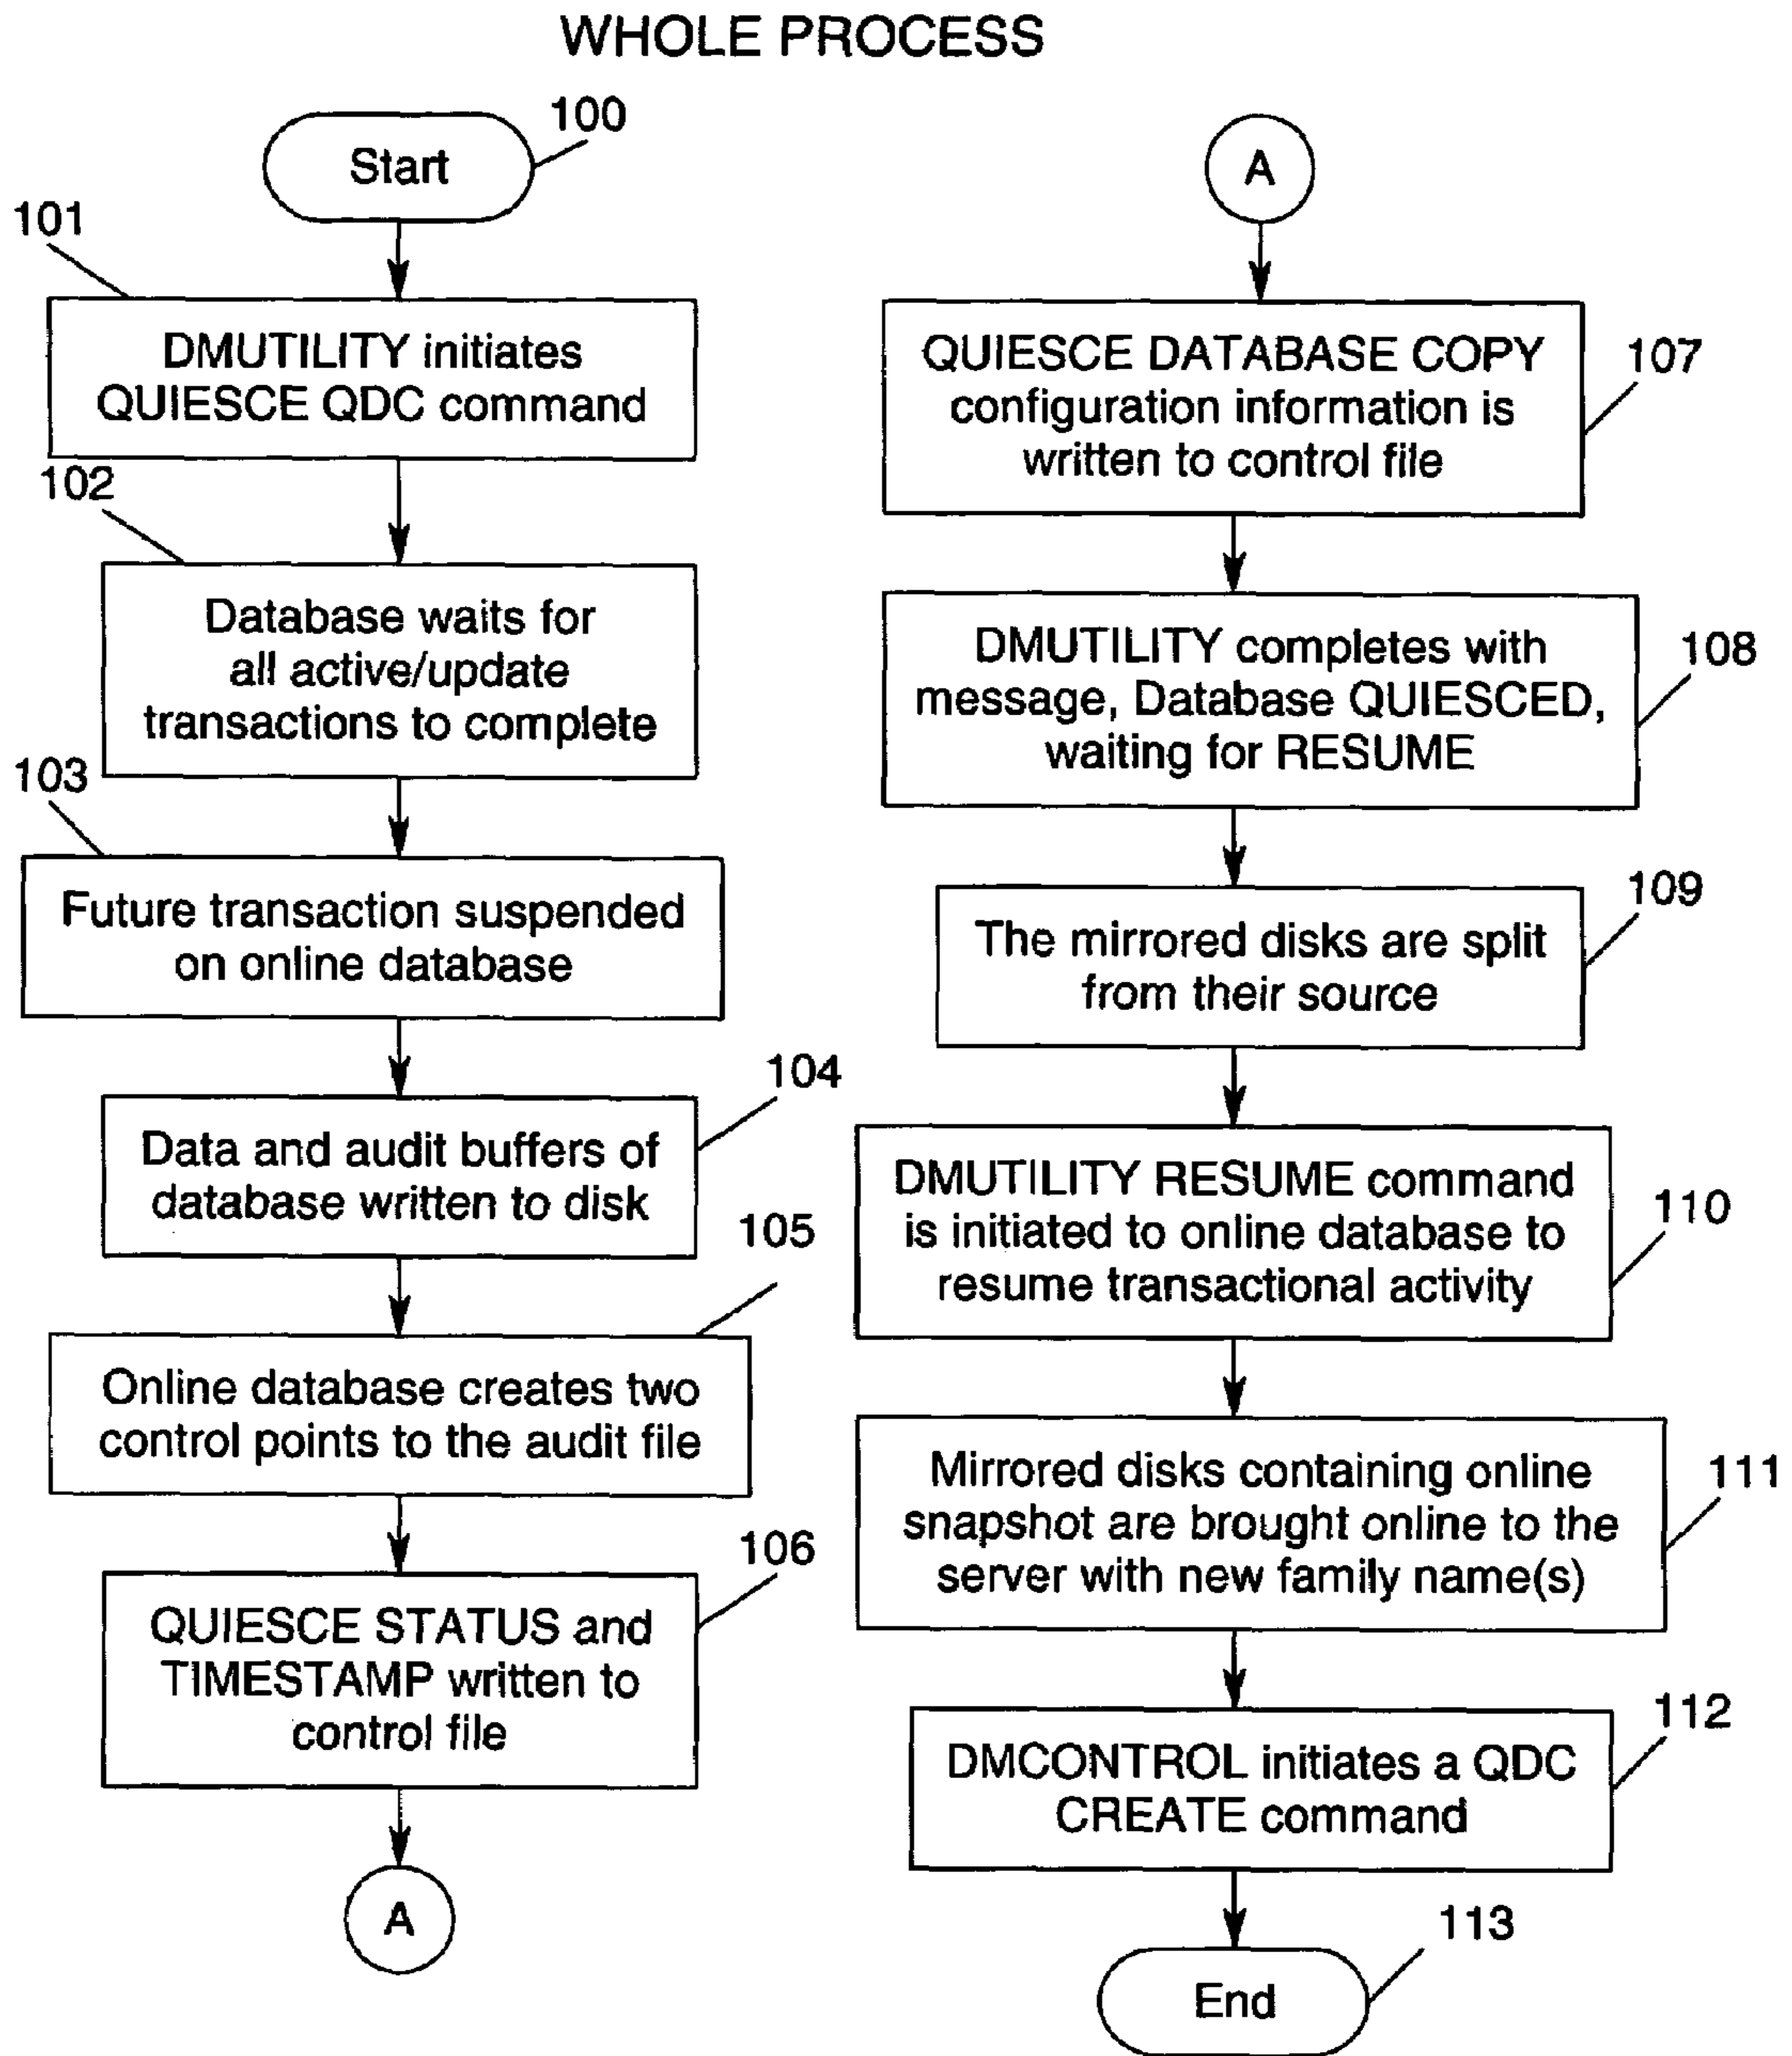 WHOLE PROCESS
Start
100
101
DMUTILITY initiates
QUIESCE QDC command
102
Database waits for
all active/update
transactions to complete
103
Future transaction suspended
on online database
104
Data and audit buffers of
database written to disk
105
Online database creates two
control points to the audit file
106
QUIESCE STATUS and
TIMESTAMP written to
control file
A
A
QUIESCE DATABASE COPY
configuration information is
written to control file
107
DMUTILITY completes with
message, Database QUIESCED,
waiting for RESUME
108
The mirrored disks are split
from their source
109
DMUTILITY RESUME command
is initiated to online database to
resume transactional activity
110
Mirrored disks containing online
snapshot are brought online to the
server with new family name(s)
111
DMCONTROL initiates a QDC
CREATE command
112
End
113